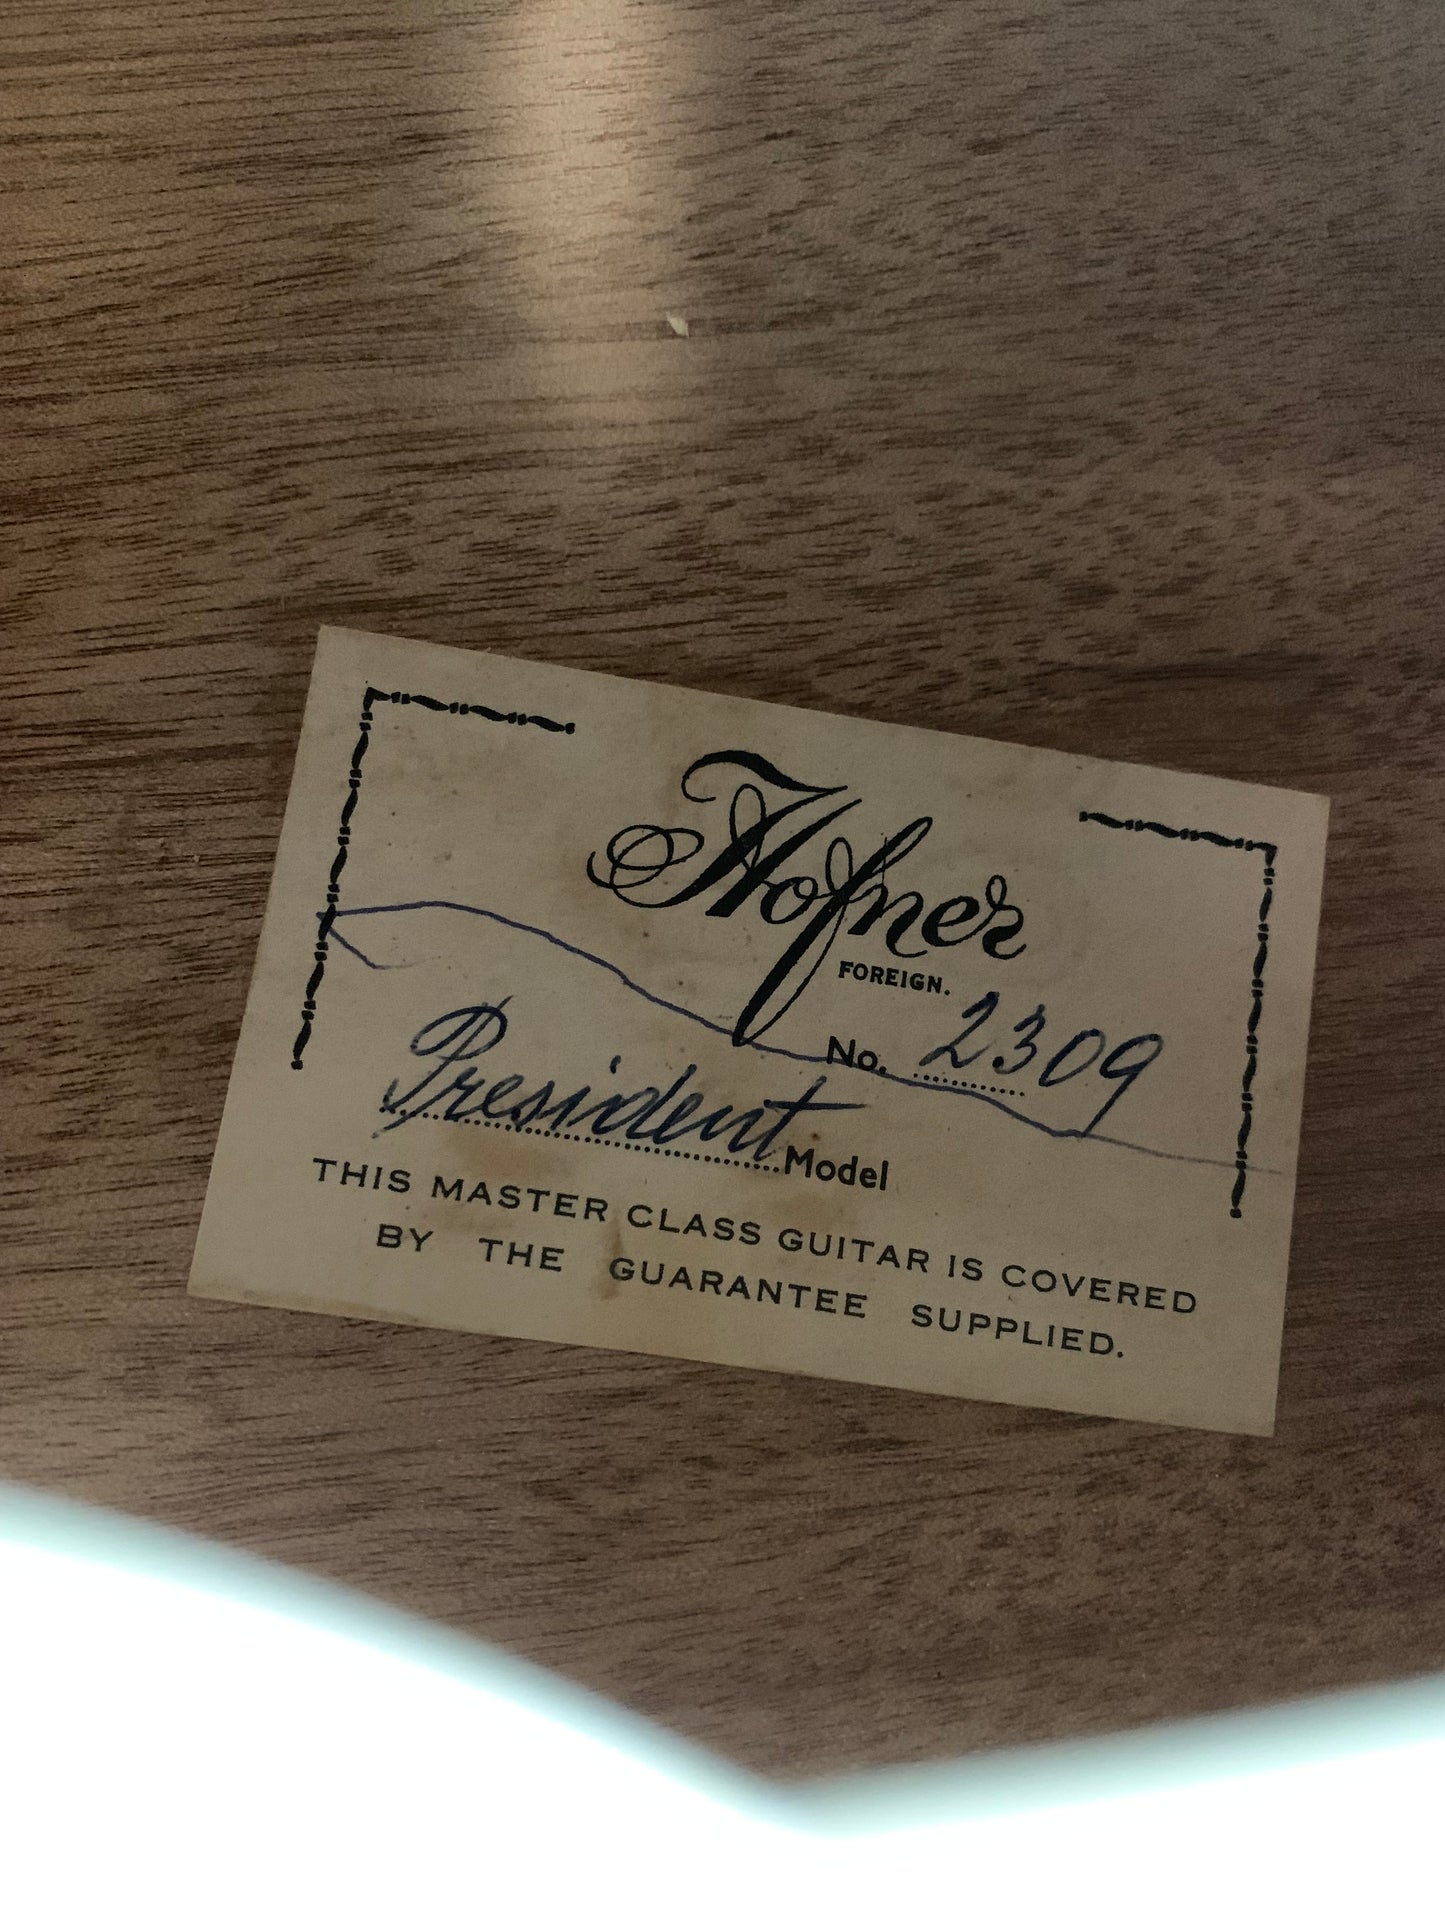 Hofner
FOREIGN.
No. 2309
President Model
THIS MASTER CLASS GUITAR IS COVERED
BY THE GUARANTEE SUPPLIED.